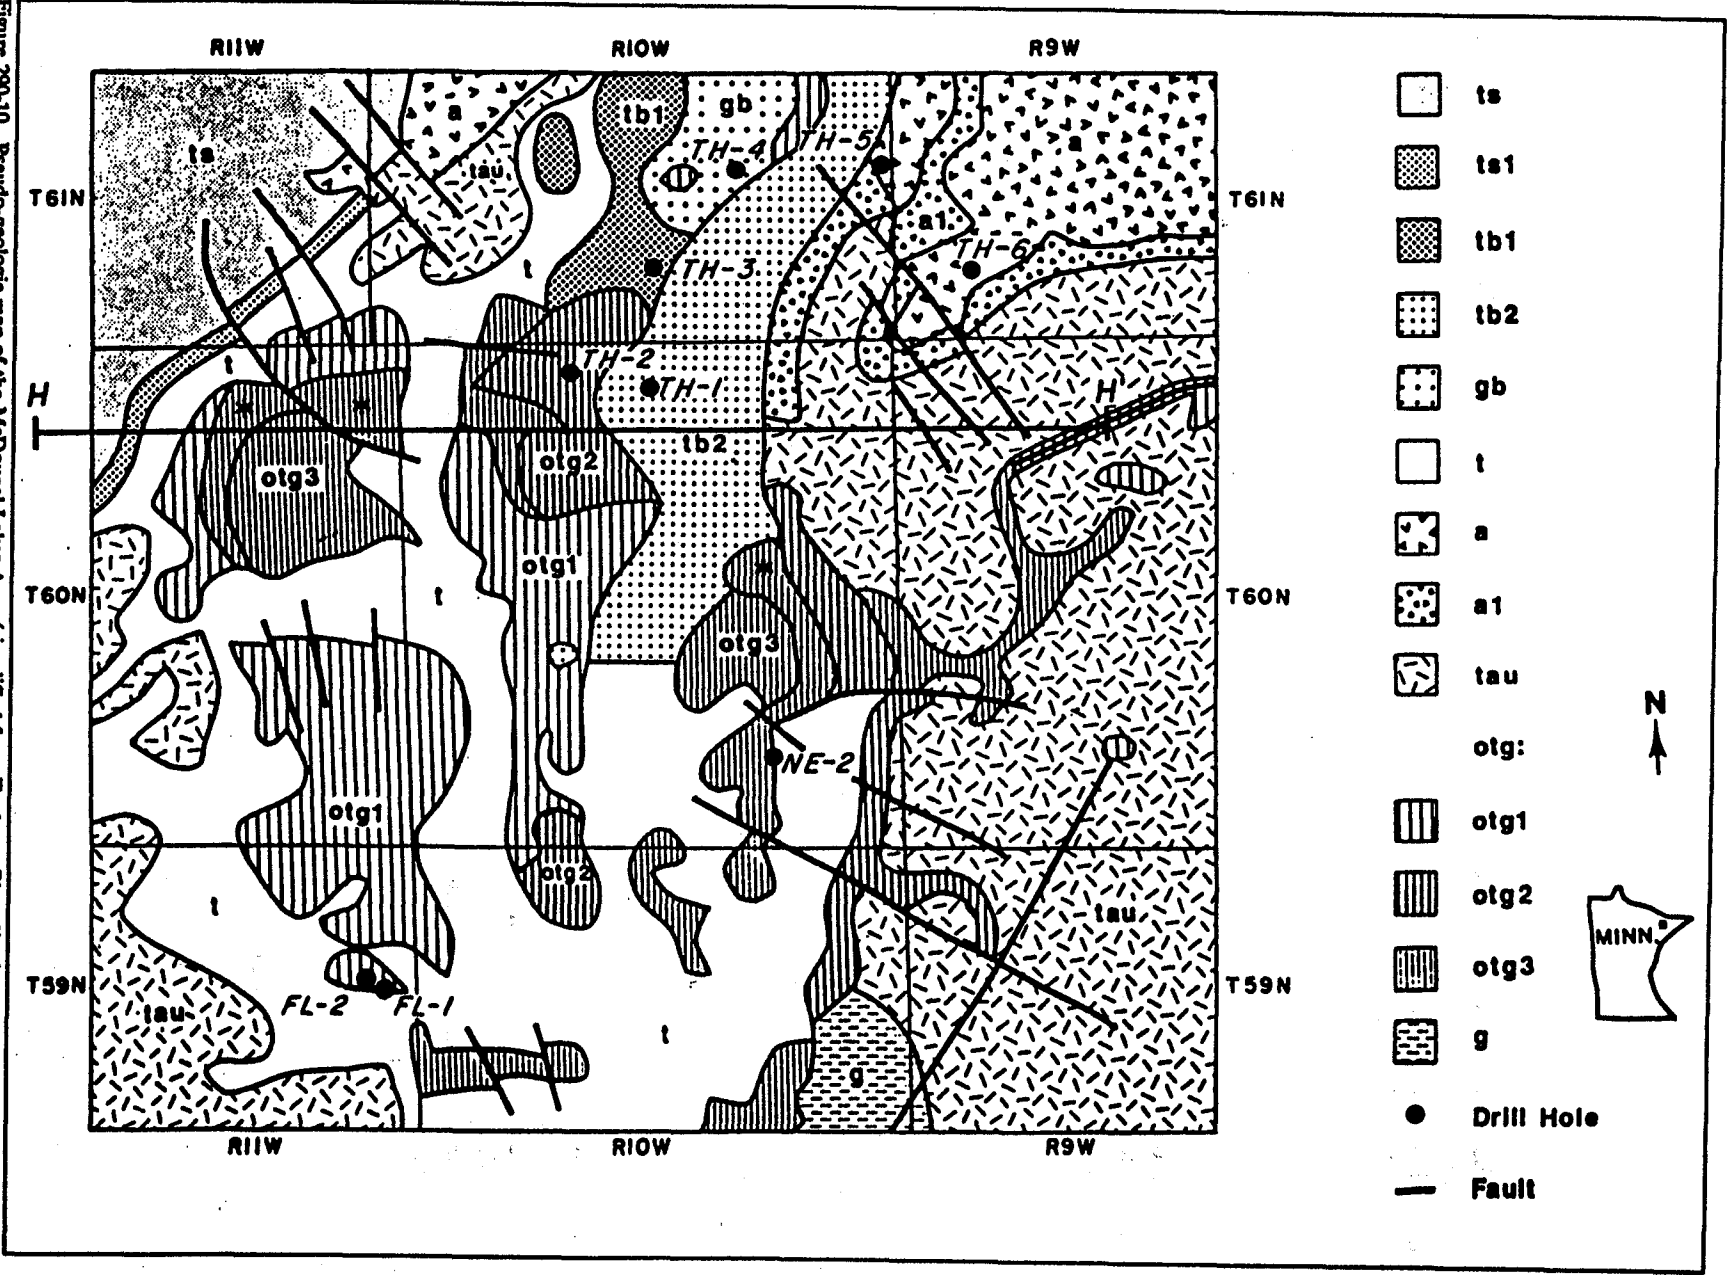 R11W
R10W
R9W
ts
a
tb1
gb
a
ts
ts1
tb1
tb2
gb
t
a
a1
tau
otg:
otg1
otg2
otg3
g
Drill Hole
Fault
TH-4
TH-5
tau
T61N
T61N
a1
TH-6
t
TH-3
t
TH-2
TH-1
H
H
tb2
otg3
otg2
otg1
t
T60N
T60N
otg3
N
NE-2
otg1
otg2
t
tau
MINN.
T59N
T59N
FL-2
FL-1
tau
t
g
R11W
R10W
R9W